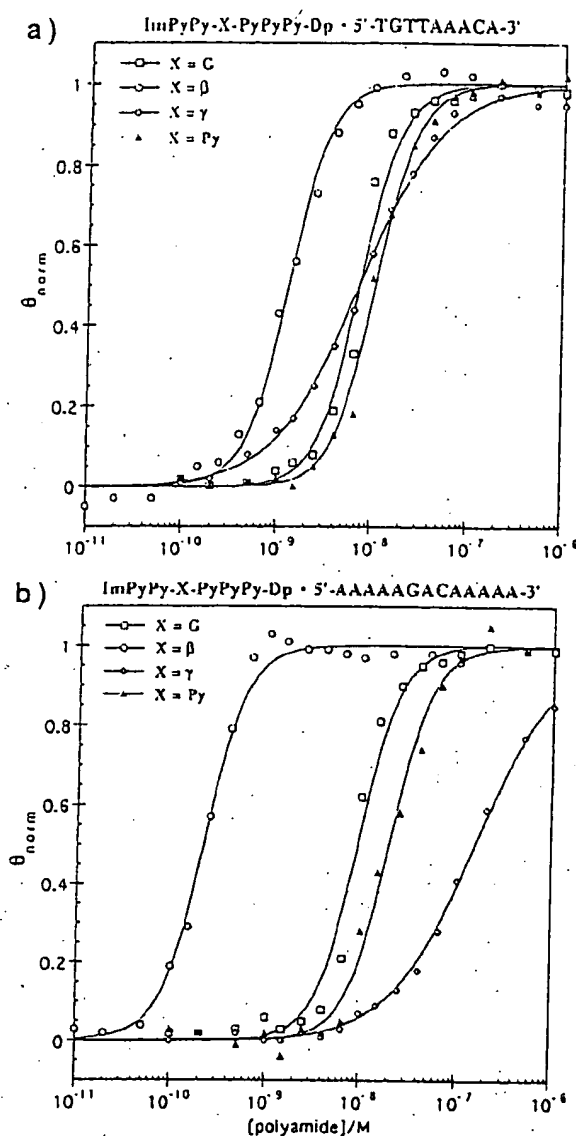 a)
ImPyPy-X-PyPyPy-Dp • 5'-TGTTAAACA-3'
X = G
X = β
X = γ
X = Py
1
0.8
0.6
0.4
0.2
0
θnorm
10⁻¹¹ 10⁻¹⁰ 10⁻⁹ 10⁻⁸ 10⁻⁷ 10⁻⁶
b)
ImPyPy-X-PyPyPy-Dp • 5'-AAAAAGACAAAAA-3'
X = G
X = β
X = γ
X = Py
1
0.8
0.6
0.4
0.2
0
θnorm
10⁻¹¹ 10⁻¹⁰ 10⁻⁹ 10⁻⁸ 10⁻⁷ 10⁻⁶
[polyamide]/M